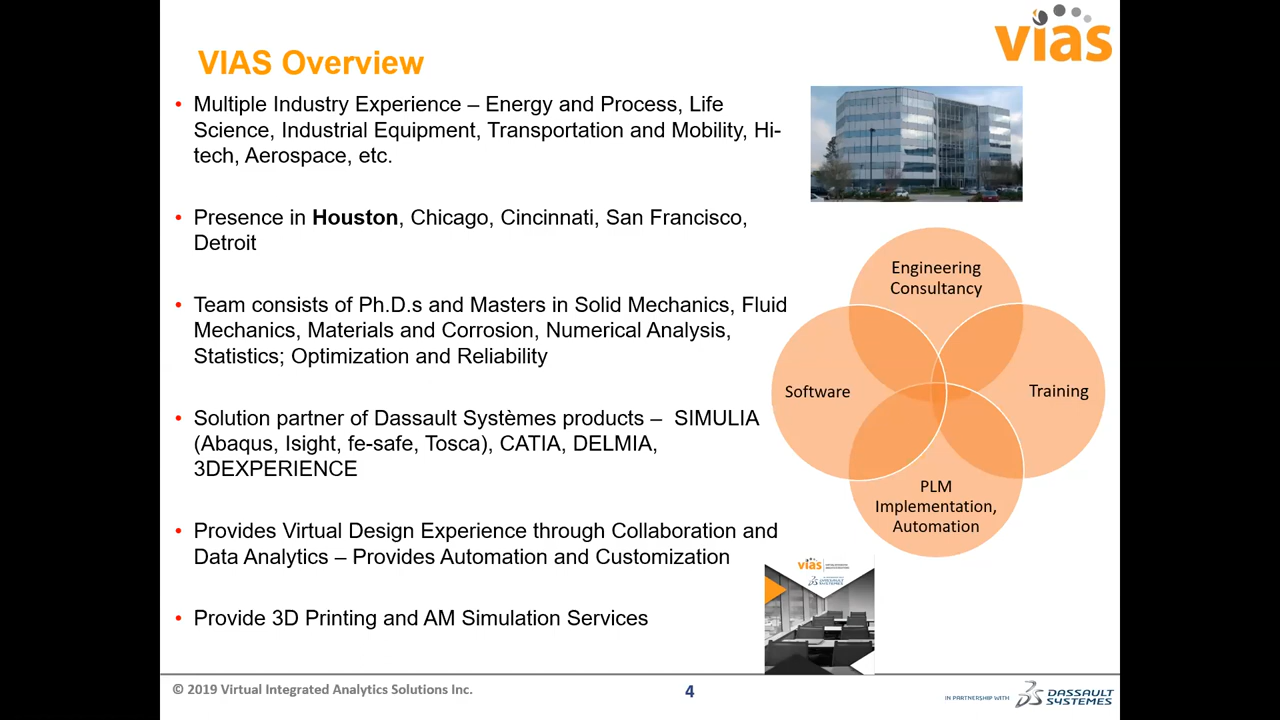 vias
VIAS Overview
• Multiple Industry Experience – Energy and Process, Life
Science, Industrial Equipment, Transportation and Mobility, Hi-
tech, Aerospace, etc.
• Presence in Houston, Chicago, Cincinnati, San Francisco,
Detroit
• Team consists of Ph.D.s and Masters in Solid Mechanics, Fluid
Mechanics, Materials and Corrosion, Numerical Analysis,
Statistics; Optimization and Reliability
• Solution partner of Dassault Systèmes products – SIMULIA
(Abaqus, Isight, fe-safe, Tosca), CATIA, DELMIA,
3DEXPERIENCE
• Provides Virtual Design Experience through Collaboration and
Data Analytics – Provides Automation and Customization
• Provide 3D Printing and AM Simulation Services
Engineering
Consultancy
Software
Training
PLM
Implementation,
Automation
vias
DASSAULT
SYSTEMES
© 2019 Virtual Integrated Analytics Solutions Inc.
4
IN PARTNERSHIP WITH
DASSAULT
SYSTEMES